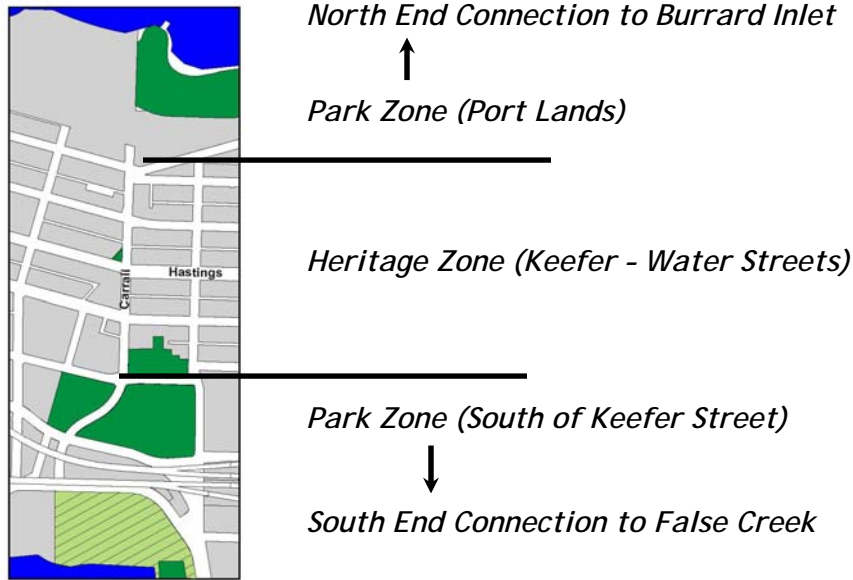 North End Connection to Burrard Inlet
Park Zone (Port Lands)
Heritage Zone (Keefer - Water Streets)
Hastings
Carrall
Park Zone (South of Keefer Street)
South End Connection to False Creek